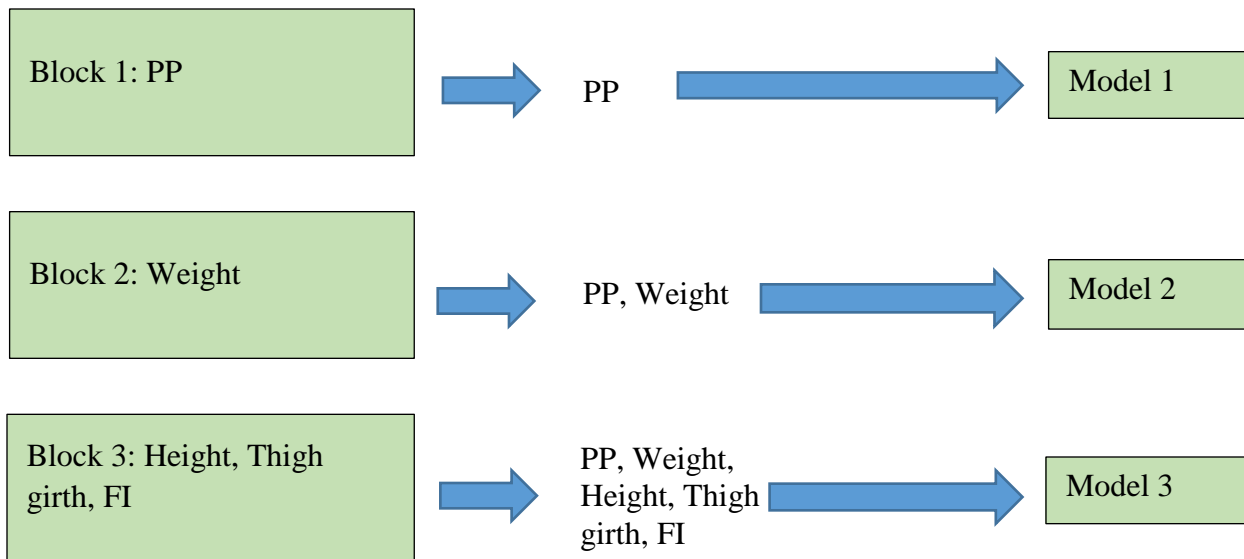 Block 1: PP
PP
Model 1
Block 2: Weight
PP, Weight
Model 2
Block 3: Height, Thigh
girth, FI
PP, Weight,
Height, Thigh
girth, FI
Model 3